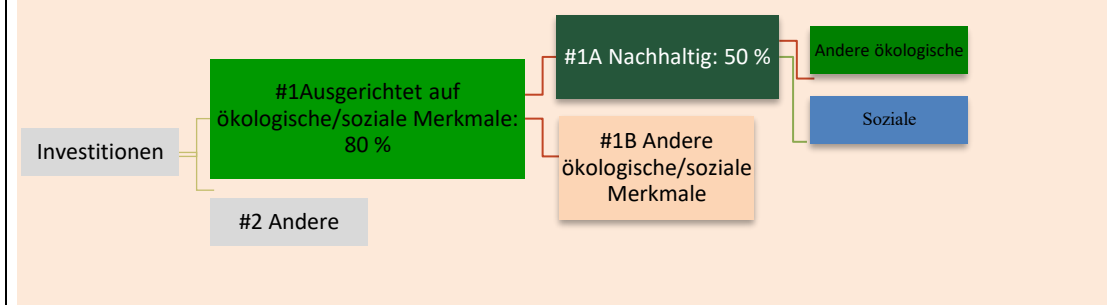 Investitionen
#1Ausgerichtet auf
ökologische/soziale Merkmale:
80 %
#2 Andere
#1A Nachhaltig: 50 %
#1B Andere
ökologische/soziale
Merkmale
Andere ökologische
Soziale